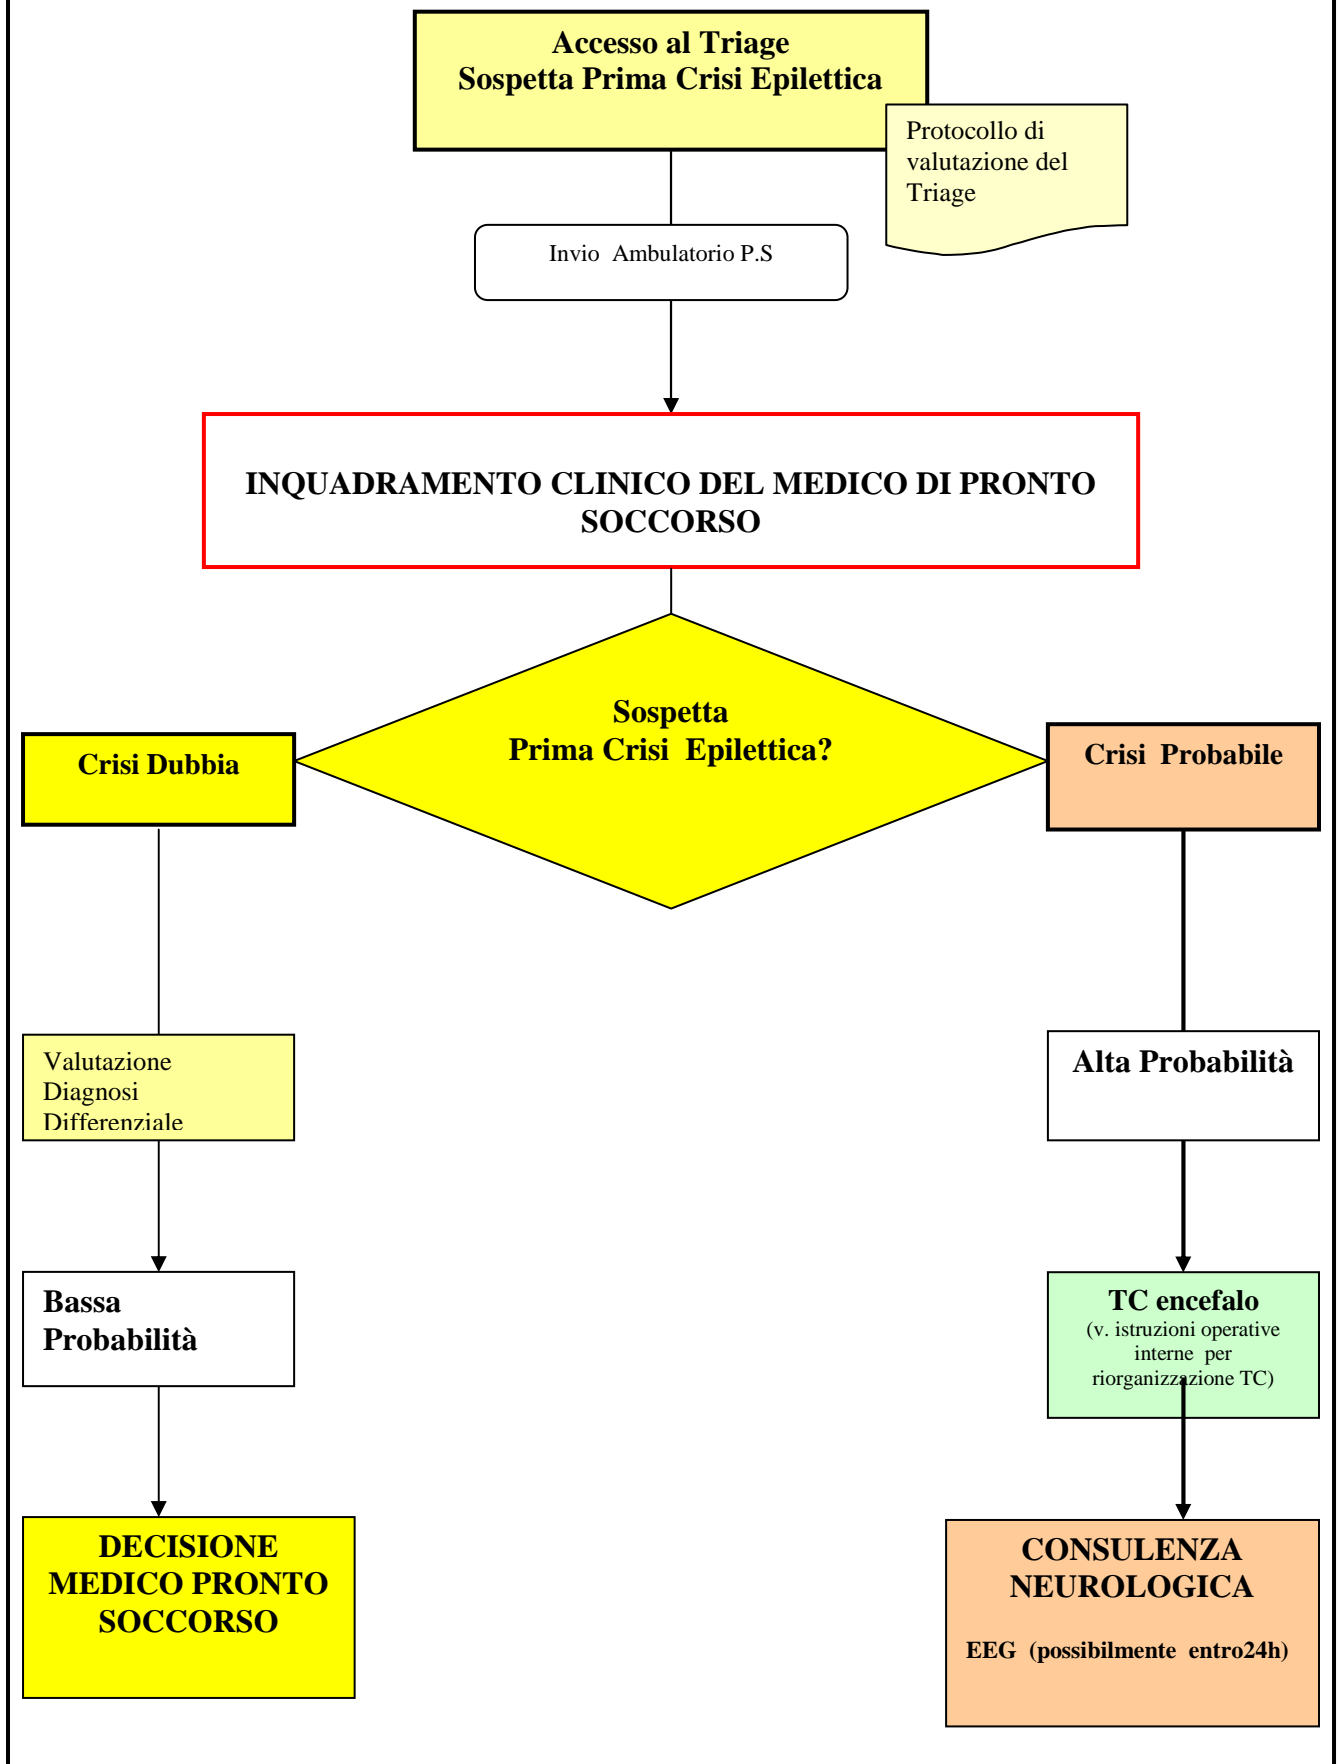 Accesso al Triage
Sospetta Prima Crisi Epilettica
Protocollo di
valutazione del
Triage
Invio Ambulatorio P.S
INQUADRAMENTO CLINICO DEL MEDICO DI PRONTO
SOCCORSO
Sospetta
Prima Crisi Epilettica?
Crisi Dubbia
Crisi Probabile
Valutazione
Diagnosi
Differenziale
Alta Probabilità
Bassa
Probabilità
TC encefalo
(v. istruzioni operative
interne per
riorganizzazione TC)
DECISIONE
MEDICO PRONTO
SOCCORSO
CONSULENZA
NEUROLOGICA
EEG (possibilmente entro24h)